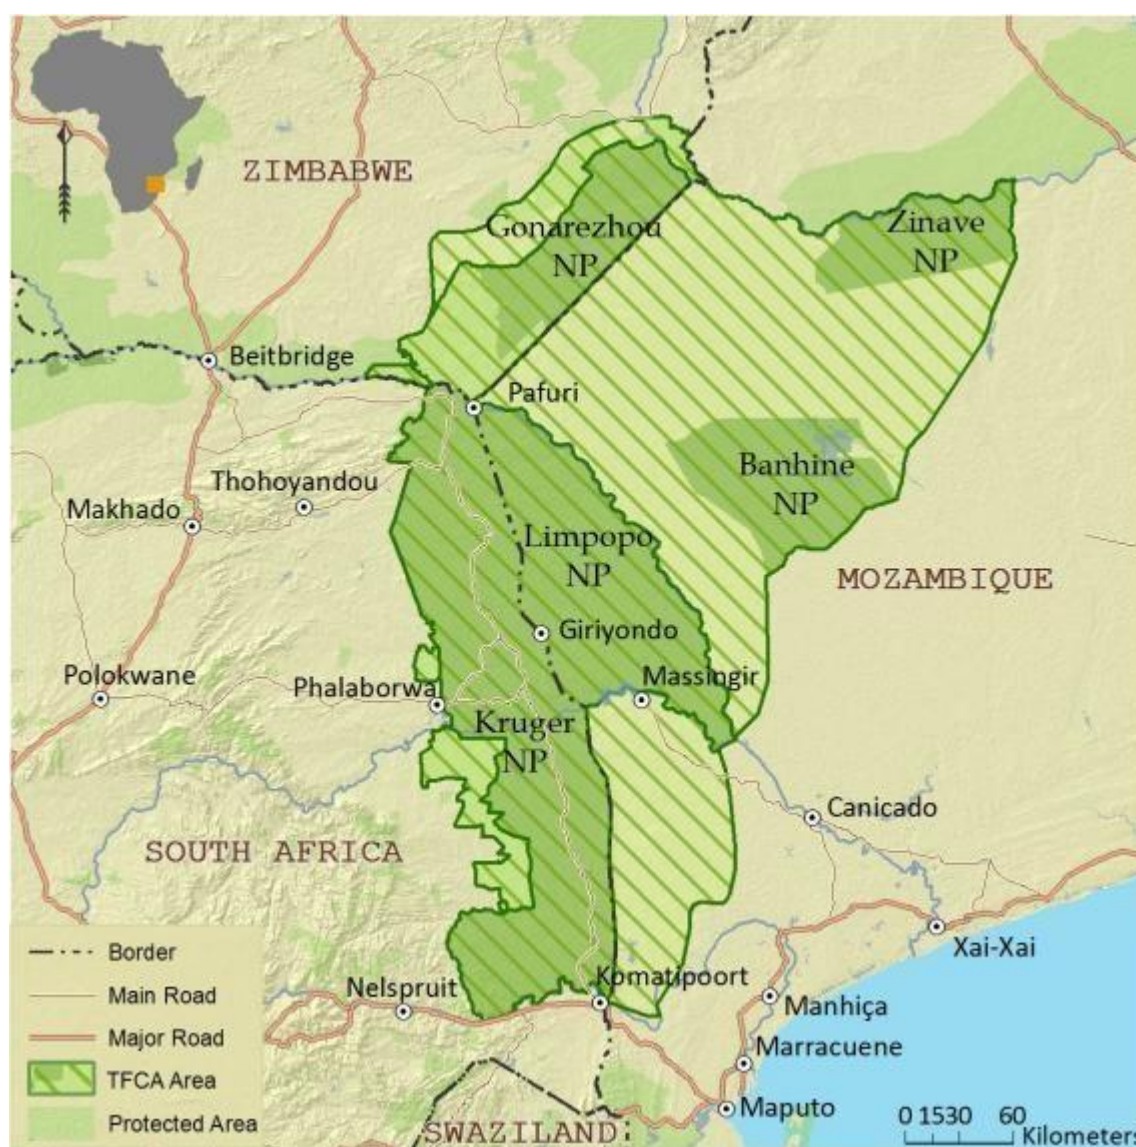 ZIMBABWE
Gonarezhou
NP
Zinave
NP
Beitbridge
Pafuri
Banhine
NP
Thohoyandou
Makhado
Limpopo
NP
MOZAMBIQUE
Giriyondo
Polokwane
Phalaborwa
Massingir
Kruger
NP
Canicado
SOUTH AFRICA
Xai-Xai
Border
Main Road
Major Road
TFCA Area
Protected Area
Nelspruit
Komatipoort
Manhiça
Marracuene
Maputo
SWAZILAND
0 1530 60
Kilometers